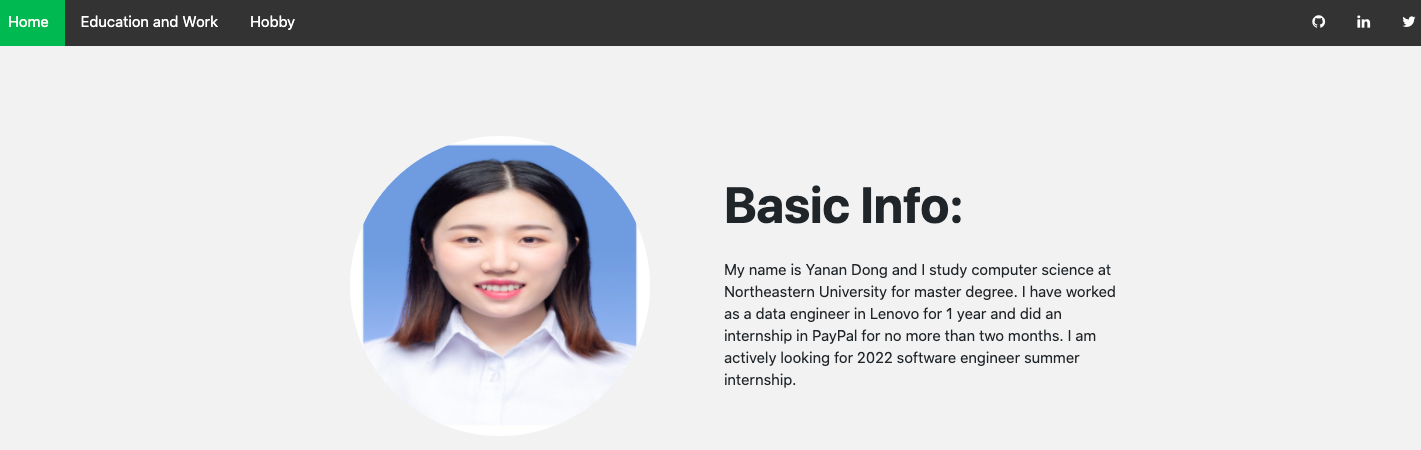 Home Education and Work Hobby
Basic Info:
My name is Yanan Dong and I study computer science at
Northeastern University for master degree. I have worked
as a data engineer in Lenovo for 1 year and did an
internship in PayPal for no more than two months. I am
actively looking for 2022 software engineer summer
internship.